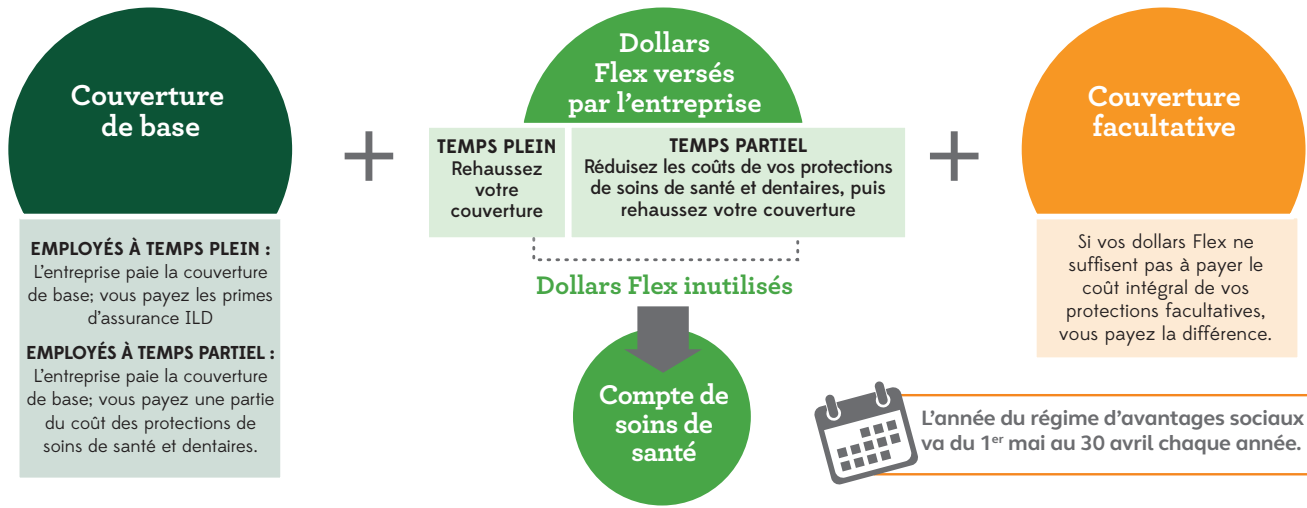 Couverture
de base
EMPLOYÉS À TEMPS PLEIN :
L'entreprise paie la couverture
de base; vous payez les primes
d'assurance ILD
EMPLOYÉS À TEMPS PARTIEL :
L'entreprise paie la couverture
de base; vous payez une partie
du coût des protections de
soins de santé et dentaires.
+
Dollars
Flex versés
par l'entreprise
TEMPS PLEIN
Rehaussez
votre
couverture
TEMPS PARTIEL
Réduisez les coûts de vos protections
de soins de santé et dentaires, puis
rehaussez votre couverture
Dollars Flex inutilisés
Compte de
soins de
santé
+
Couverture
facultative
Si vos dollars Flex ne
suffisent pas à payer le
coût intégral de vos
protections facultatives,
vous payez la différence.
L'année du régime d'avantages sociaux
va du 1er mai au 30 avril chaque année.